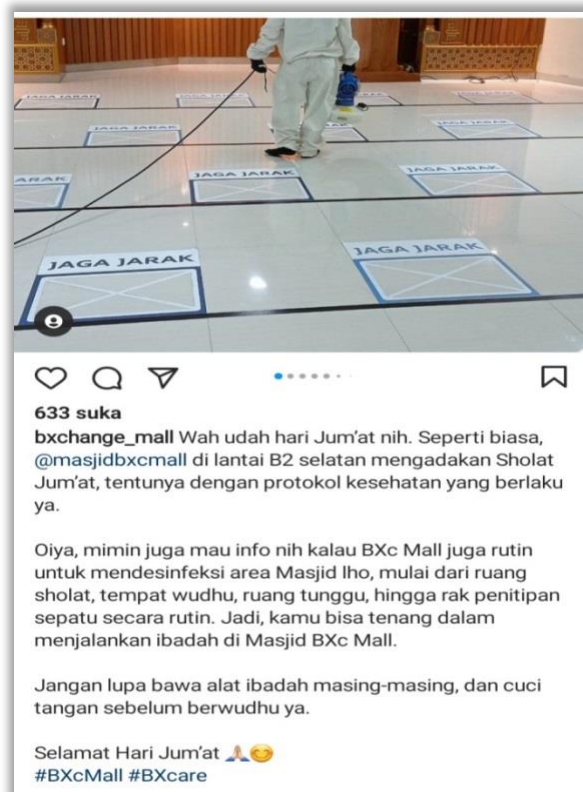 JAGA JARAK
JAGA JARAK
JAGA JARAK
JAGA JARAK
ARAK
JAGA JARAK
JAGA JARAK
JAGA JARAK
JAGA JARAK
633 suka
bxchange_mall Wah udah hari Jum'at nih. Seperti biasa,
@masjidbxcmall di lantai B2 selatan mengadakan Sholat
Jum'at, tentunya dengan protokol kesehatan yang berlaku
ya.
Oiya, mimin juga mau info nih kalau BXc Mall juga rutin
untuk mendesinfeksi area Masjid lho, mulai dari ruang
sholat, tempat wudhu, ruang tunggu, hingga rak penitipan
sepatu secara rutin. Jadi, kamu bisa tenang dalam
menjalankan ibadah di Masjid BXc Mall.
Jangan lupa bawa alat ibadah masing-masing, dan cuci
tangan sebelum berwudhu ya.
Selamat Hari Jum'at 🙏🏻😊
#BXcMall #BXcare